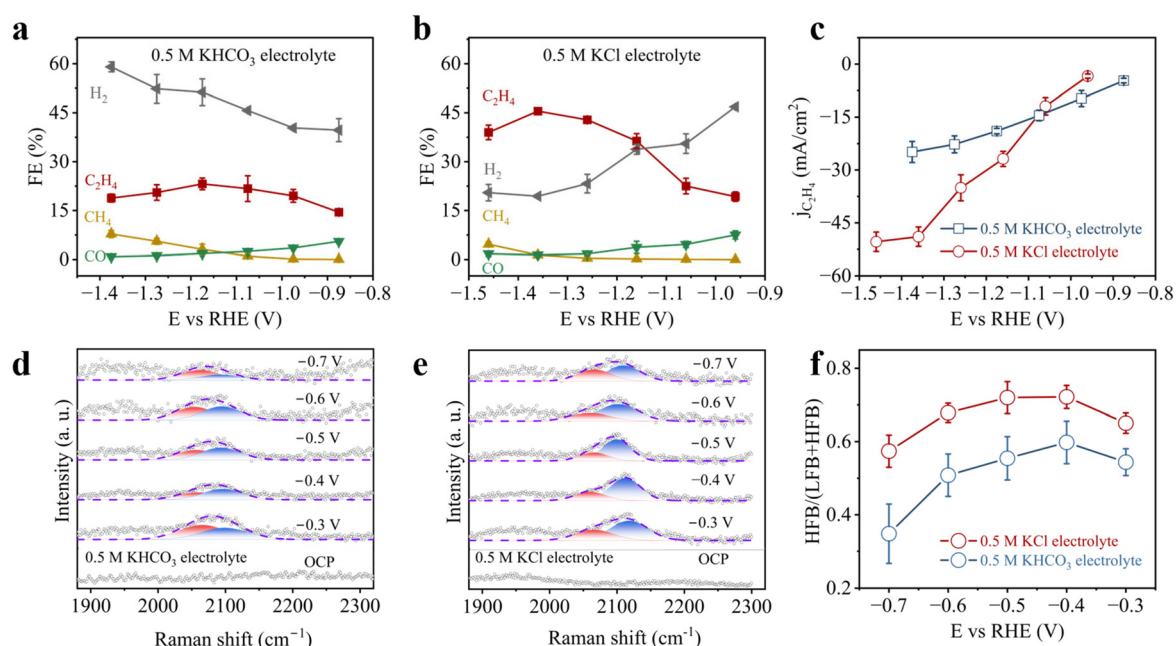 a
0.5 M KHCO₃ electrolyte
FE (%)
60
45
30
15
0
H₂
C₂H₄
CH₄
CO
−1.4 −1.3 −1.2 −1.1 −1.0 −0.9 −0.8
E vs RHE (V)
b
0.5 M KCl electrolyte
FE (%)
60
45
30
15
0
C₂H₄
H₂
CH₄
CO
−1.5 −1.4 −1.3 −1.2 −1.1 −1.0 −0.9
E vs RHE (V)
c
j C₂H₄ (mA/cm²)
0
−15
−30
−45
−60
0.5 M KHCO₃ electrolyte
0.5 M KCl electrolyte
−1.5 −1.4 −1.3 −1.2 −1.1 −1.0 −0.9 −0.8
E vs RHE (V)
d
Intensity (a. u.)
−0.7 V
−0.6 V
−0.5 V
−0.4 V
−0.3 V
0.5 M KHCO₃ electrolyte OCP
1900 2000 2100 2200 2300
Raman shift (cm⁻¹)
e
Intensity (a. u.)
−0.7 V
−0.6 V
−0.5 V
−0.4 V
−0.3 V
0.5 M KCl electrolyte OCP
1900 2000 2100 2200 2300
Raman shift (cm⁻¹)
f
HFB/(LFB+HFB)
0.8
0.6
0.4
0.2
0.5 M KCl electrolyte
0.5 M KHCO₃ electrolyte
−0.7 −0.6 −0.5 −0.4 −0.3
E vs RHE (V)